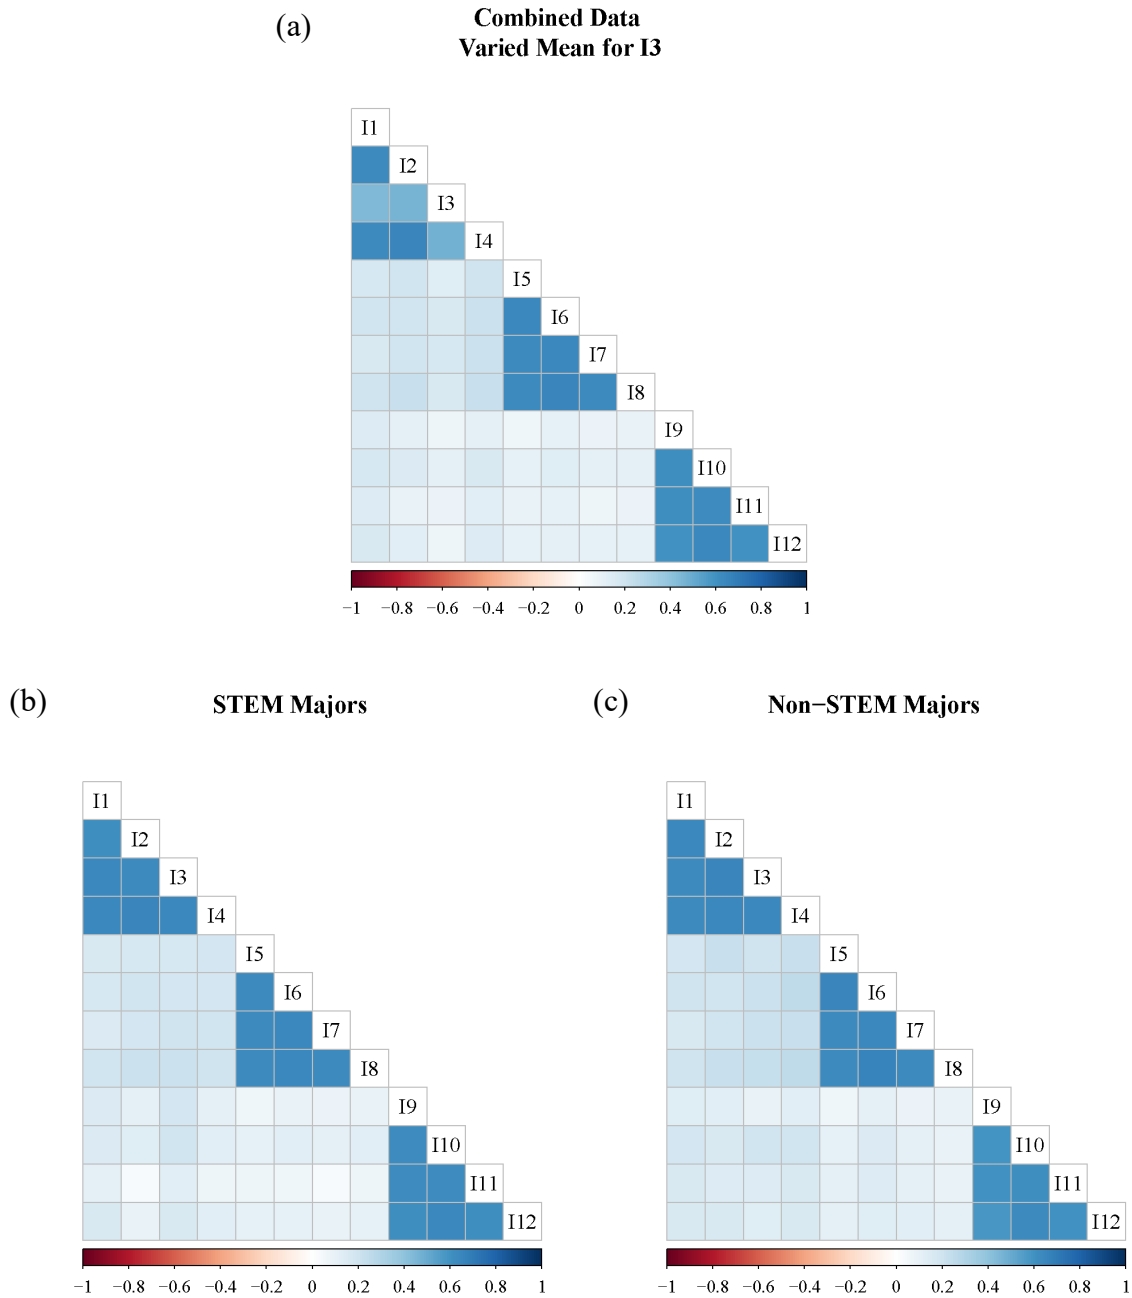 (a)
Combined Data
Varied Mean for I3
I1
I2
I3
I4
I5
I6
I7
I8
I9
I10
I11
I12
−1 −0.8 −0.6 −0.4 −0.2 0 0.2 0.4 0.6 0.8 1
(b)
STEM Majors
I1
I2
I3
I4
I5
I6
I7
I8
I9
I10
I11
I12
−1 −0.8 −0.6 −0.4 −0.2 0 0.2 0.4 0.6 0.8 1
(c)
Non−STEM Majors
I1
I2
I3
I4
I5
I6
I7
I8
I9
I10
I11
I12
−1 −0.8 −0.6 −0.4 −0.2 0 0.2 0.4 0.6 0.8 1